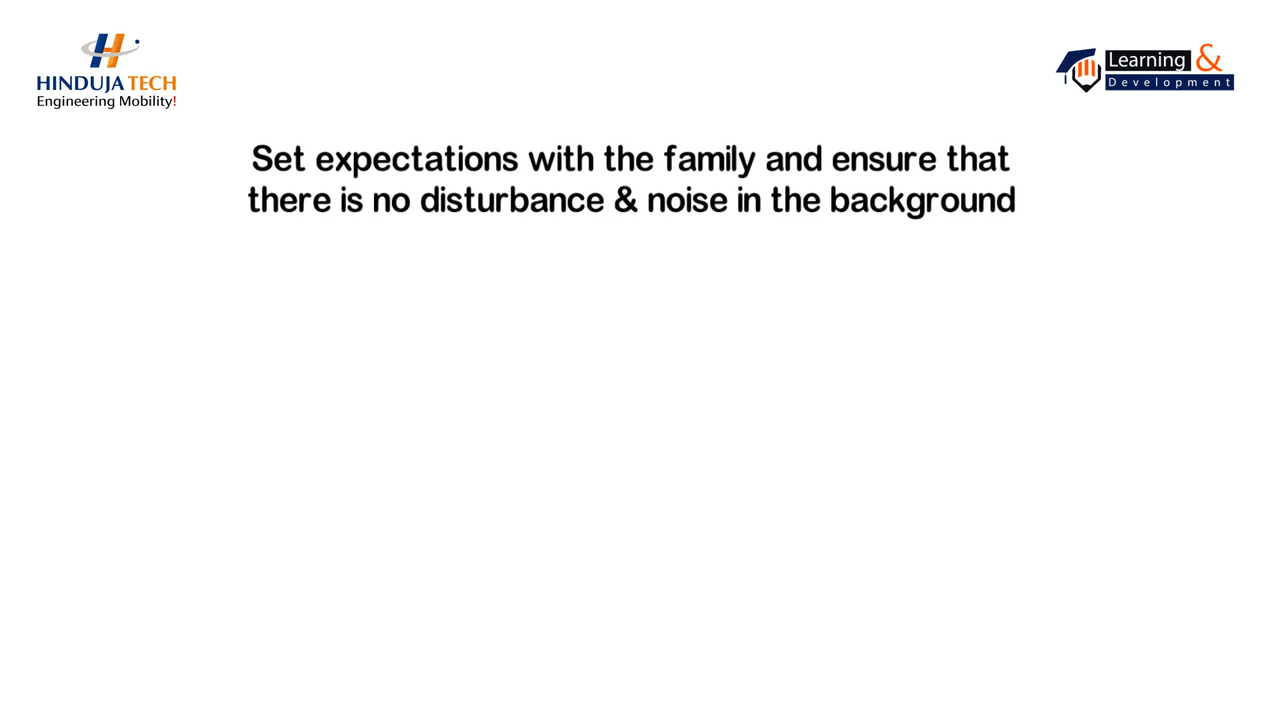 HINDUJA TECH
Engineering Mobility!
Learning &
Development
Set expectations with the family and ensure that
there is no disturbance & noise in the background